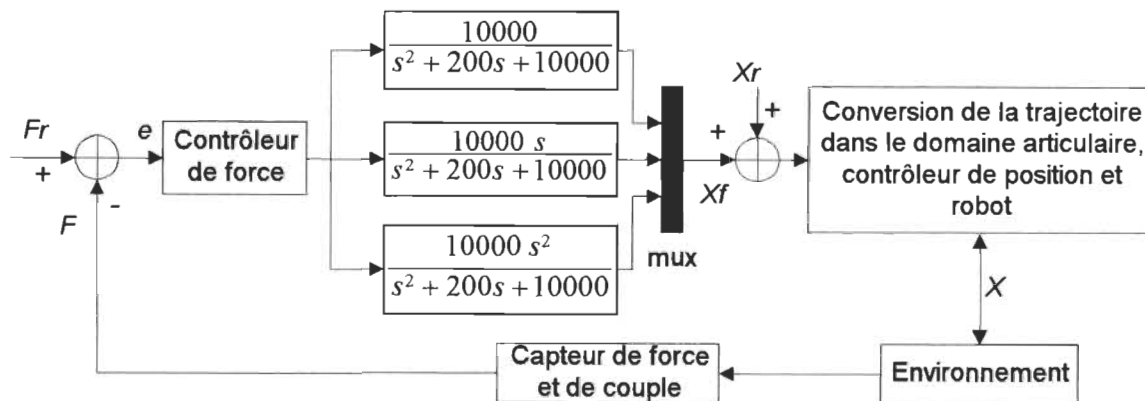 10000
s² + 200s + 10000
Xr
+
Conversion de la trajectoire
dans le domaine articulaire,
contrôleur de position et
robot
Fr
+
e
Contrôleur
de force
10000 s
s² + 200s + 10000
+
Xf
F
-
10000 s²
s² + 200s + 10000
mux
X
Capteur de force
et de couple
Environnement